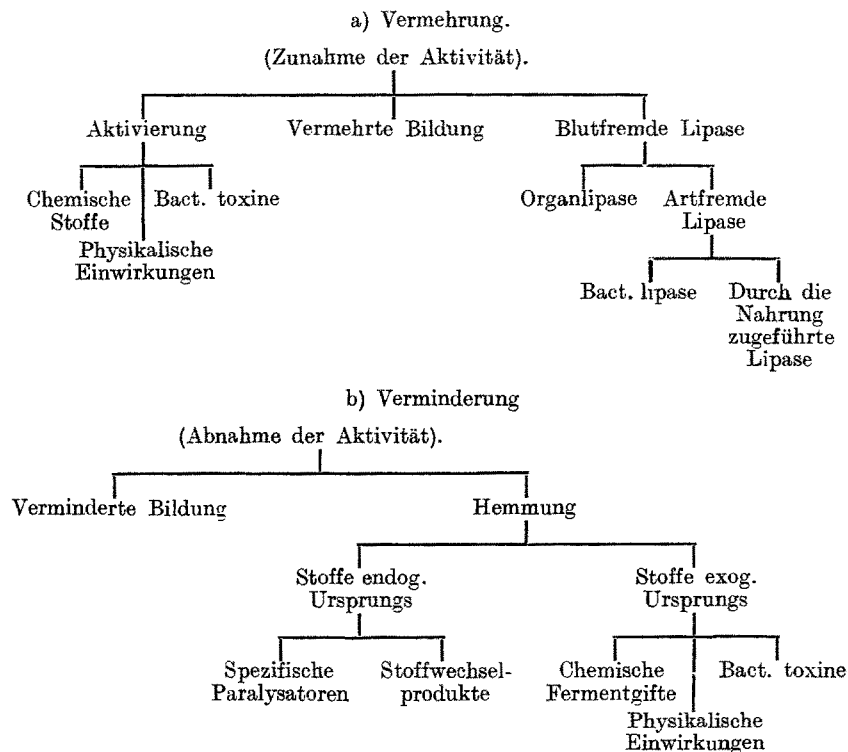 a) Vermehrung.
(Zunahme der Aktivität).
Aktivierung Vermehrte Bildung Blutfremde Lipase
Chemische Stoffe Bact. toxine Organlipase Artfremde Lipase
Physikalische Einwirkungen
Bact. lipase Durch die Nahrung zugeführte Lipase
b) Verminderung
(Abnahme der Aktivität).
Verminderte Bildung Hemmung
Stoffe endog. Ursprungs Stoffe exog. Ursprungs
Spezifische Paralysatoren Stoffwechsel-produkte Chemische Fermentgifte Bact. toxine
Physikalische Einwirkungen